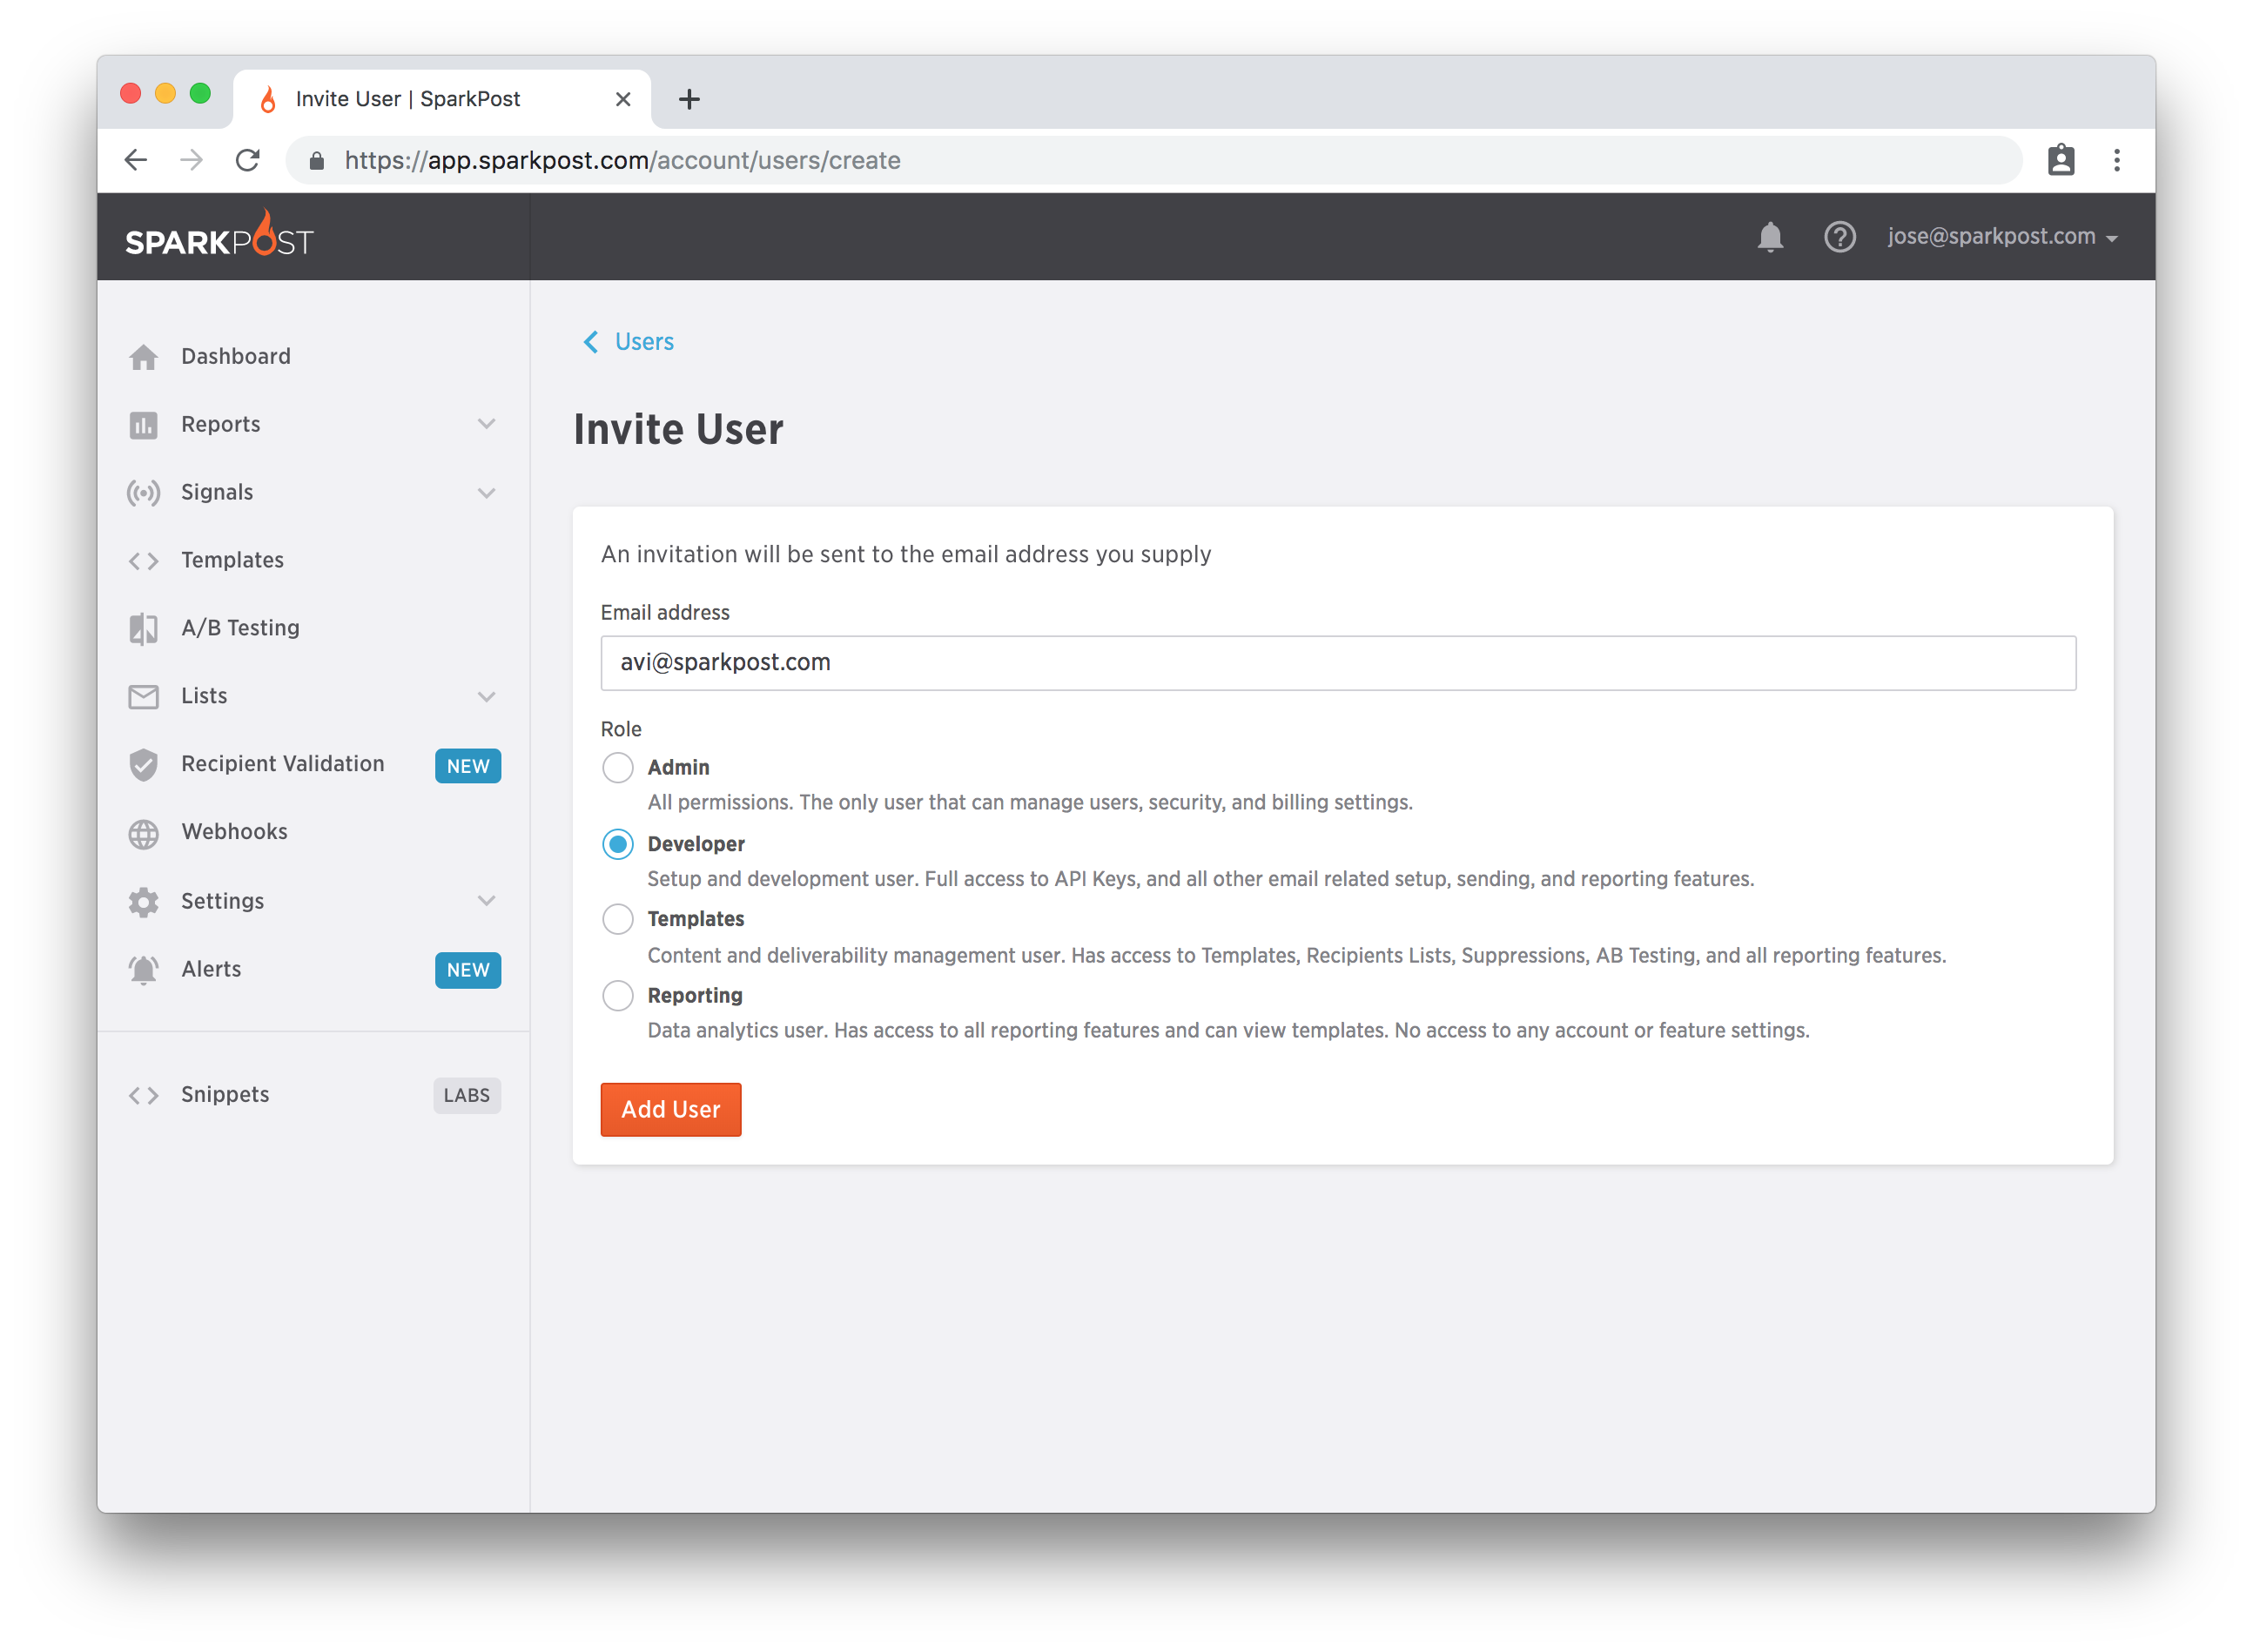 Invite User | SparkPost
https://app.sparkpost.com/account/users/create
SPARKPOST
jose@sparkpost.com
Dashboard
Reports
Signals
Templates
A/B Testing
Lists
Recipient Validation NEW
Webhooks
Settings
Alerts NEW
Snippets LABS
Users
Invite User
An invitation will be sent to the email address you supply
Email address
avi@sparkpost.com
Role
Admin
All permissions. The only user that can manage users, security, and billing settings.
Developer
Setup and development user. Full access to API Keys, and all other email related setup, sending, and reporting features.
Templates
Content and deliverability management user. Has access to Templates, Recipients Lists, Suppressions, AB Testing, and all reporting features.
Reporting
Data analytics user. Has access to all reporting features and can view templates. No access to any account or feature settings.
Add User